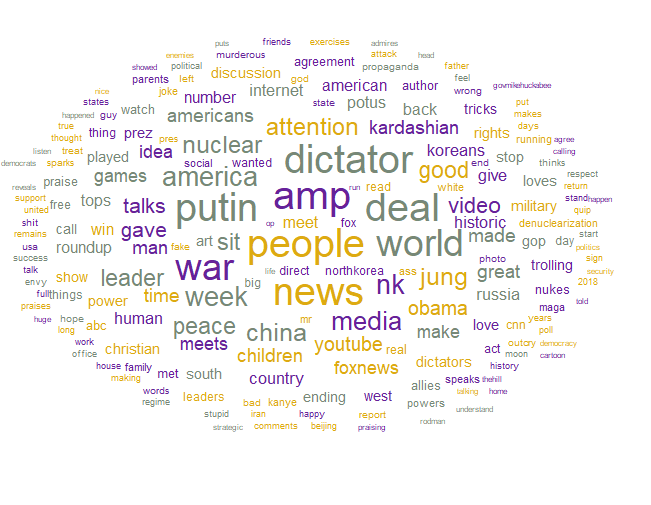 puts friends exercises admires
enemies murderous attack head
showed political agreement propaganda father
parents left discussion god feel govmikehuckabee
nice joke number internet american author wrong put
states watch americans state potus back tricks makes
happened guy
true thing prez nuclear attention kardashian rights days
thought idea pres running agree
listen treat played social wanted dictator koreans end stop calling
democrats sparks games america run read good give thinks
reveals praise white loves respect
support tops talks putin amp deal video military return
united free stand happen
shit call win gave op meet fox historic denuclearization quip
remains roundup man fake art sit people world made gop day start
usa politics
success leader war life direct northkorea ass photo trolling sign
talk show big news nk jung great security
envy things power time week russia nukes 2018
full
praises hope human mr obama maga told
huge long abc peace china media make love cnn years
work christian meets children youtube real act outcry poll democracy
office moon cartoon
house family making met south country foxnews dictators history
words leaders bad kanye ending west allies speaks thehill
regime powers talking home
stupid iran happy report understand
strategic comments beijing praising rodman